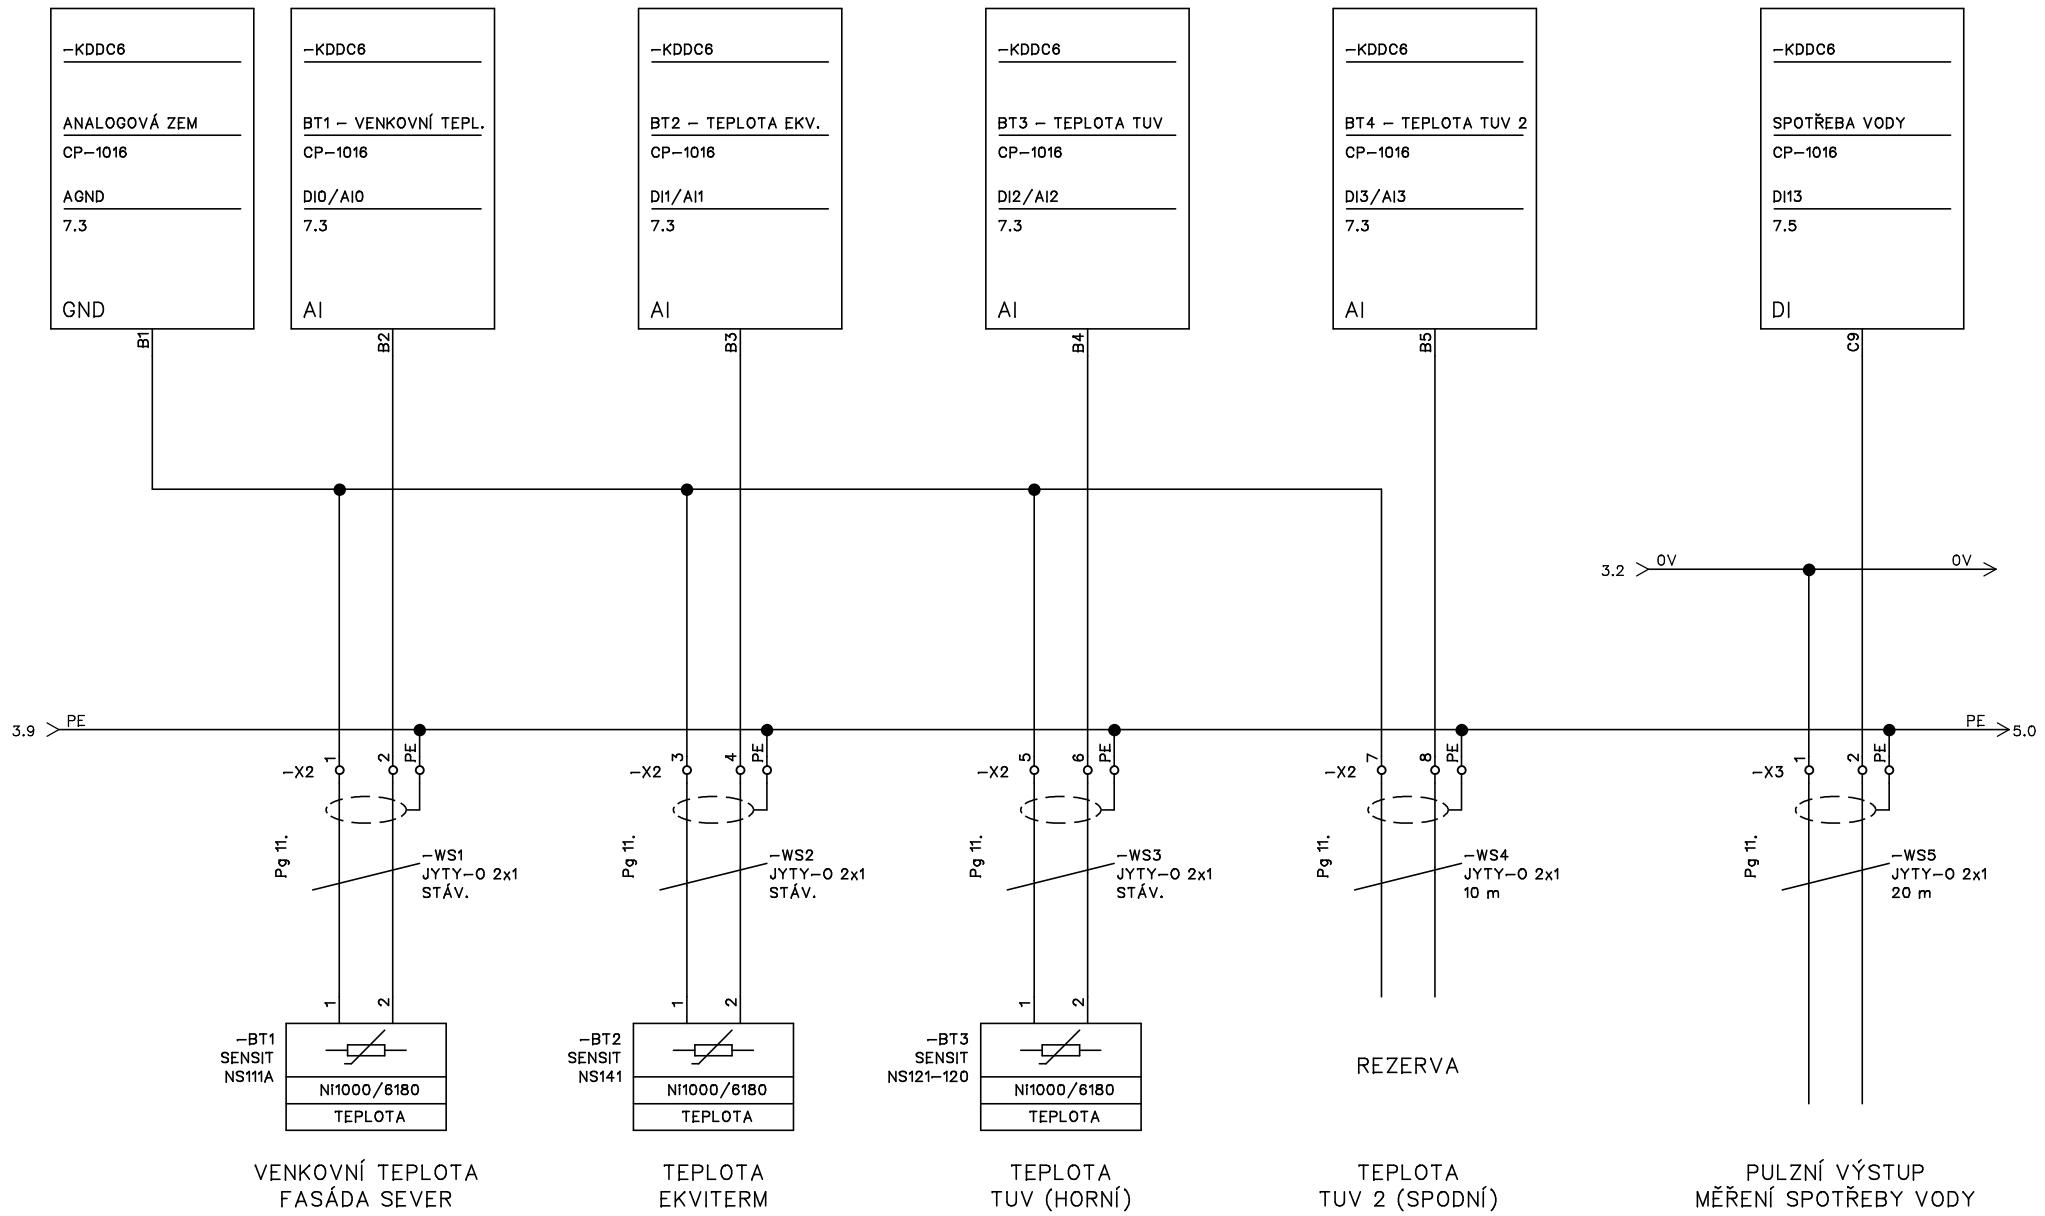 -KDDC6
ANALOGOVÁ ZEM
CP-1016
AGND
7.3
GND
B1
-KDDC6
BT1 - VENKOVNÍ TEPL.
CP-1016
DI0/AI0
7.3
AI
B2
-KDDC6
BT2 - TEPLOTA EKV.
CP-1016
DI1/AI1
7.3
AI
B3
-KDDC6
BT3 - TEPLOTA TUV
CP-1016
DI2/AI2
7.3
AI
B4
-KDDC6
BT4 - TEPLOTA TUV 2
CP-1016
DI3/AI3
7.3
AI
B5
-KDDC6
SPOTŘEBA VODY
CP-1016
DI13
7.5
DI
C9
3.2
0V
0V
3.9
PE
PE
5.0
-X2
1
2
PE
Pg 11.
-WS1
JYTY-O 2x1
STÁV.
1
2
-BT1
SENSIT
NS111A
Ni1000/6180
TEPLOTA
VENKOVNÍ TEPLOTA
FASÁDA SEVER
-X2
3
4
PE
Pg 11.
-WS2
JYTY-O 2x1
STÁV.
1
2
-BT2
SENSIT
NS141
Ni1000/6180
TEPLOTA
TEPLOTA
EKVITERM
-X2
5
6
PE
Pg 11.
-WS3
JYTY-O 2x1
STÁV.
1
2
-BT3
SENSIT
NS121-120
Ni1000/6180
TEPLOTA
TEPLOTA
TUV (HORNÍ)
-X2
7
8
PE
Pg 11.
-WS4
JYTY-O 2x1
10 m
REZERVA
TEPLOTA
TUV 2 (SPODNÍ)
-X3
1
2
PE
Pg 11.
-WS5
JYTY-O 2x1
20 m
PULZNÍ VÝSTUP
MĚŘENÍ SPOTŘEBY VODY